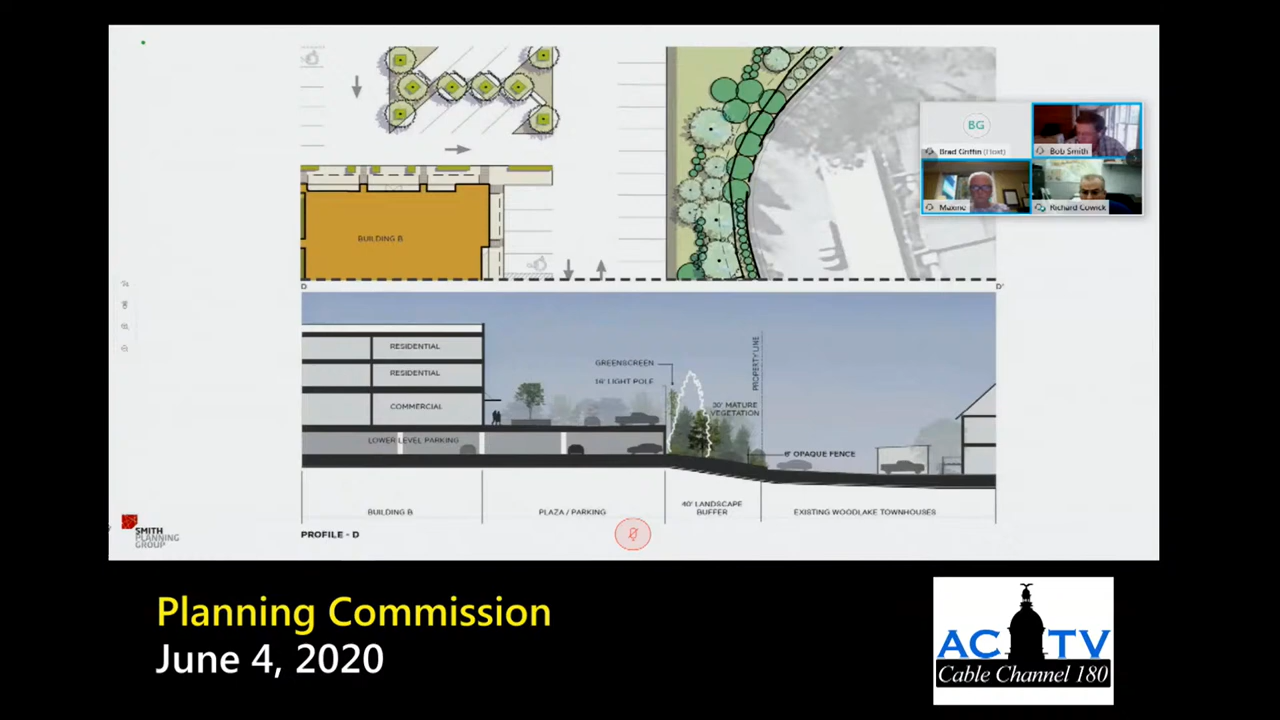 BG
Brad Griffin (Host)
Bob Smith
Maxine
Richard Cowick
BUILDING B
D
D'
RESIDENTIAL
RESIDENTIAL
COMMERCIAL
LOWER LEVEL PARKING
GREENSCREEN
16' LIGHT POLE
PROPERTY LINE
30' MATURE
VEGETATION
6' OPAQUE FENCE
BUILDING B
PLAZA / PARKING
40' LANDSCAPE
BUFFER
EXISTING WOODLAKE TOWNHOUSES
PROFILE - D
SMITH
PLANNING
GROUP
Planning Commission
June 4, 2020
ACTV
Cable Channel 180